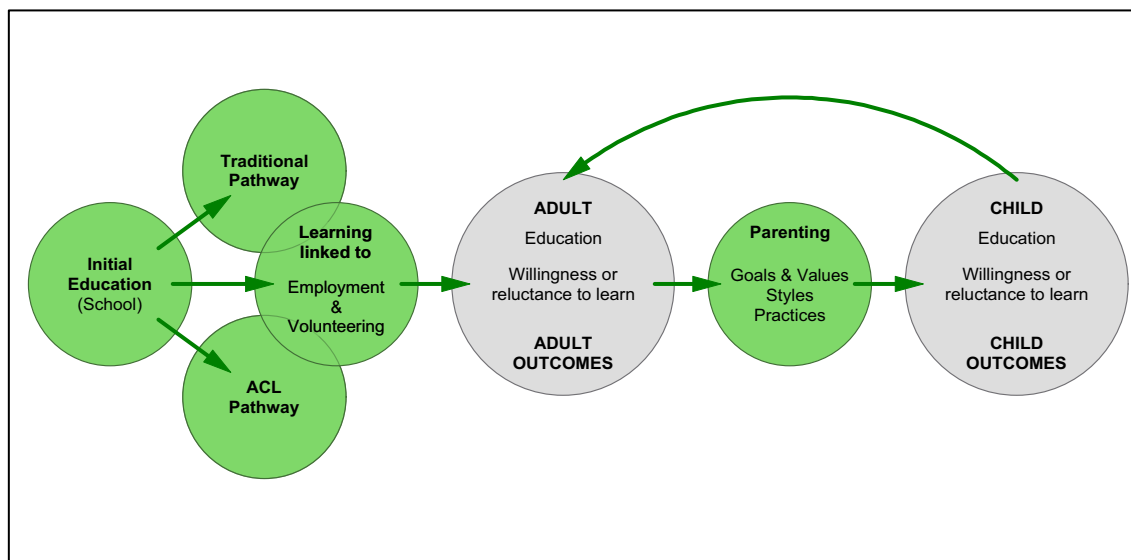 Traditional
Pathway
Initial
Education
(School)
Learning
linked to
Employment
&
Volunteering
ACL
Pathway
ADULT
Education
Willingness or
reluctance to learn
ADULT
OUTCOMES
Parenting
Goals & Values
Styles
Practices
CHILD
Education
Willingness or
reluctance to learn
CHILD
OUTCOMES